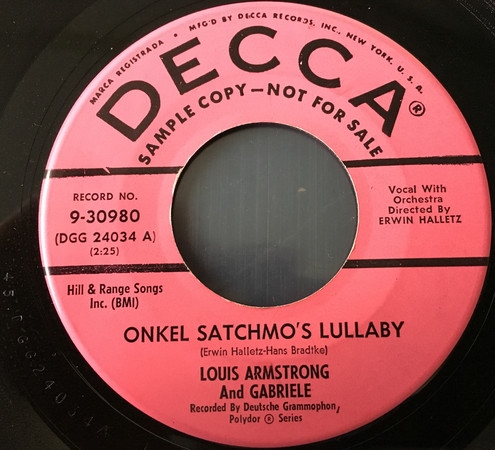 MARCA REGISTRADA • MFG'D BY DECCA RECORDS, INC., NEW YORK, U. S. A.
DECCA®
SAMPLE COPY—NOT FOR SALE
RECORD NO.
9-30980
(DGG 24034 A)
(2:25)
Vocal With
Orchestra
Directed By
ERWIN HALLETZ
Hill & Range Songs
Inc. (BMI)
ONKEL SATCHMO'S LULLABY
(Erwin Halletz-Hans Bradtke)
LOUIS ARMSTRONG
And GABRIELE
Recorded By Deutsche Grammophon,
Polydor ® Series
45-DGG24034A